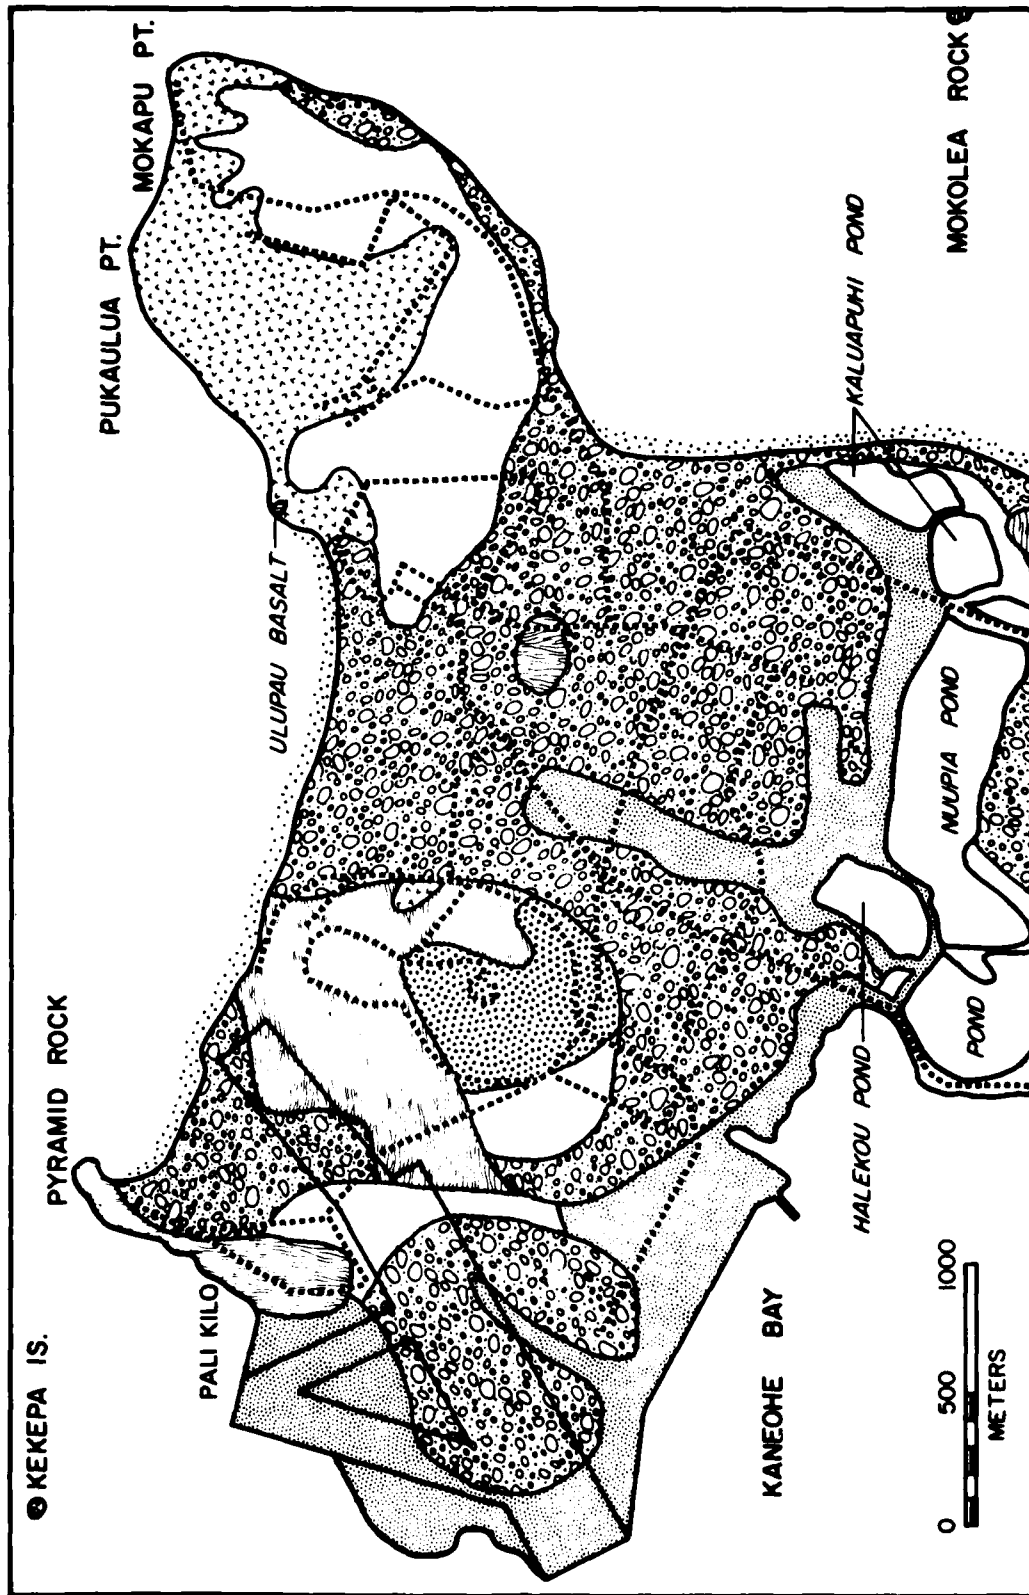 KEKEPA IS.
PYRAMID ROCK
PALI KILO
PUKAULUA PT.
MOKAPU PT.
ULUPAU BASALT
MOKOLEA ROCK
KALUAPUHI POND
NUUPIA POND
HALEKOU POND
POND
KANEOHE BAY
0 500 1000
METERS